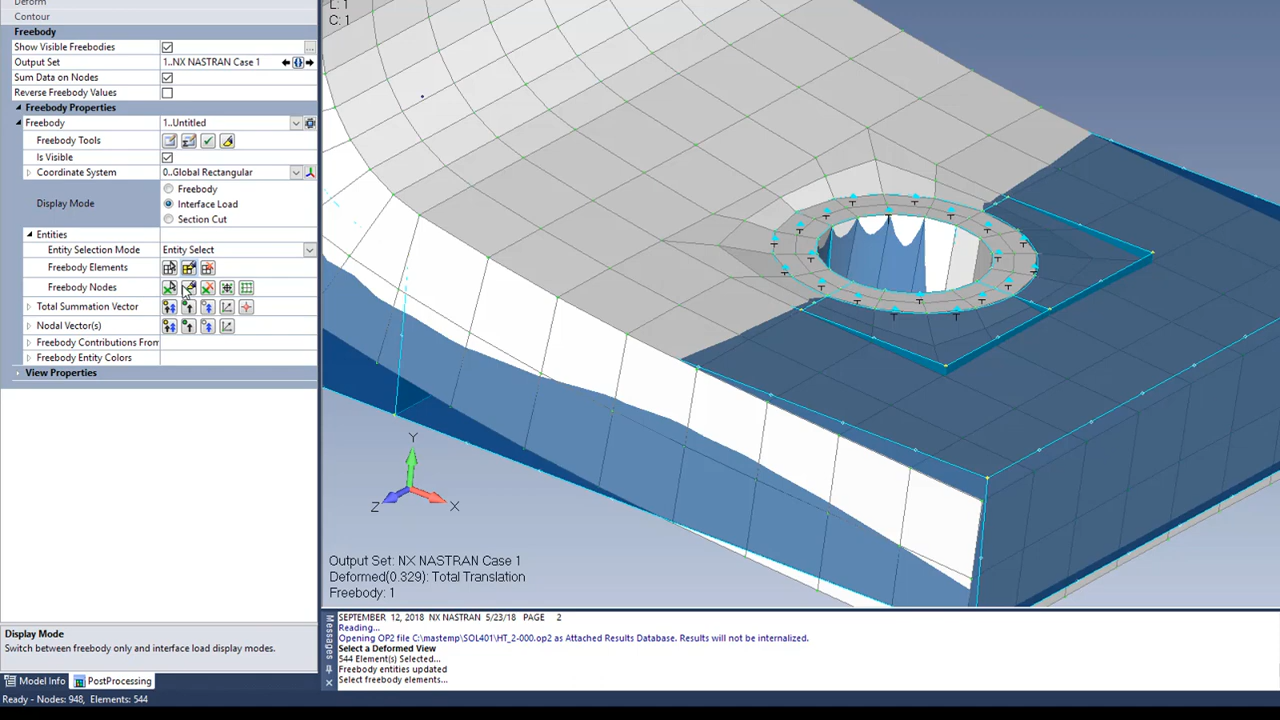 Deform
Contour
Freebody
Show Visible Freebodies
...
Output Set 1..NX NASTRAN Case 1
Sum Data on Nodes
Reverse Freebody Values
Freebody Properties
Freebody 1..Untitled
Freebody Tools
Is Visible
Coordinate System 0..Global Rectangular
Freebody
Display Mode Interface Load
Section Cut
Entities
Entity Selection Mode Entity Select
Freebody Elements
Freebody Nodes
Total Summation Vector
Nodal Vector(s)
Freebody Contributions From
Freebody Entity Colors
View Properties
Display Mode
Switch between freebody only and interface load display modes.
Model Info PostProcessing
Ready - Nodes: 948, Elements: 544
L: 1
C: 1
Y
Z X
Output Set: NX NASTRAN Case 1
Deformed(0.329): Total Translation
Freebody: 1
Messages
SEPTEMBER 12, 2018 NX NASTRAN 5/23/18 PAGE 2
Reading...
Opening OP2 file C:\mastemp\SOL401\HT_2-000.op2 as Attached Results Database. Results will not be internalized.
Select a Deformed View
544 Element(s) Selected...
Freebody entities updated
Select freebody elements...